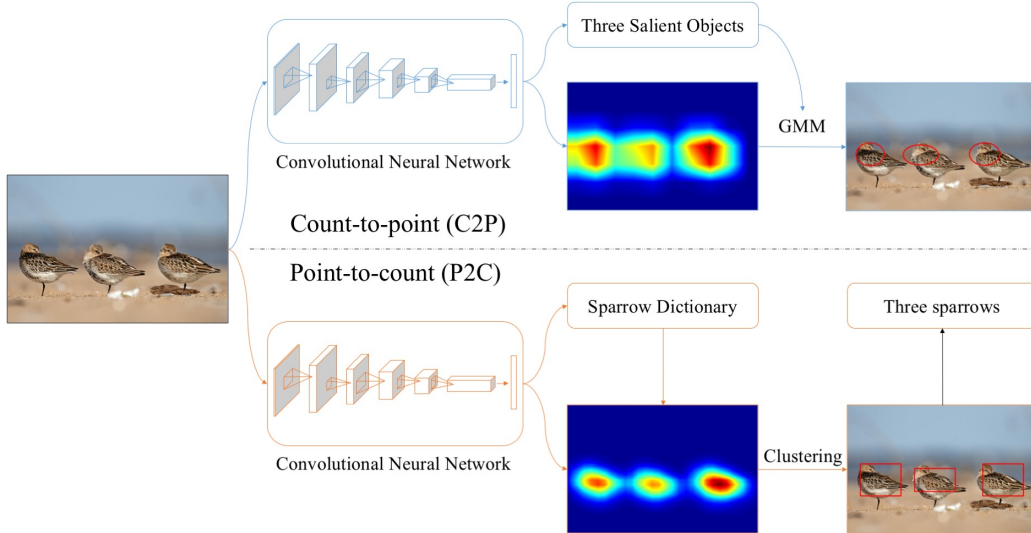 Three Salient Objects
GMM
Convolutional Neural Network
Count-to-point (C2P)
Point-to-count (P2C)
Sparrow Dictionary
Three sparrows
Clustering
Convolutional Neural Network